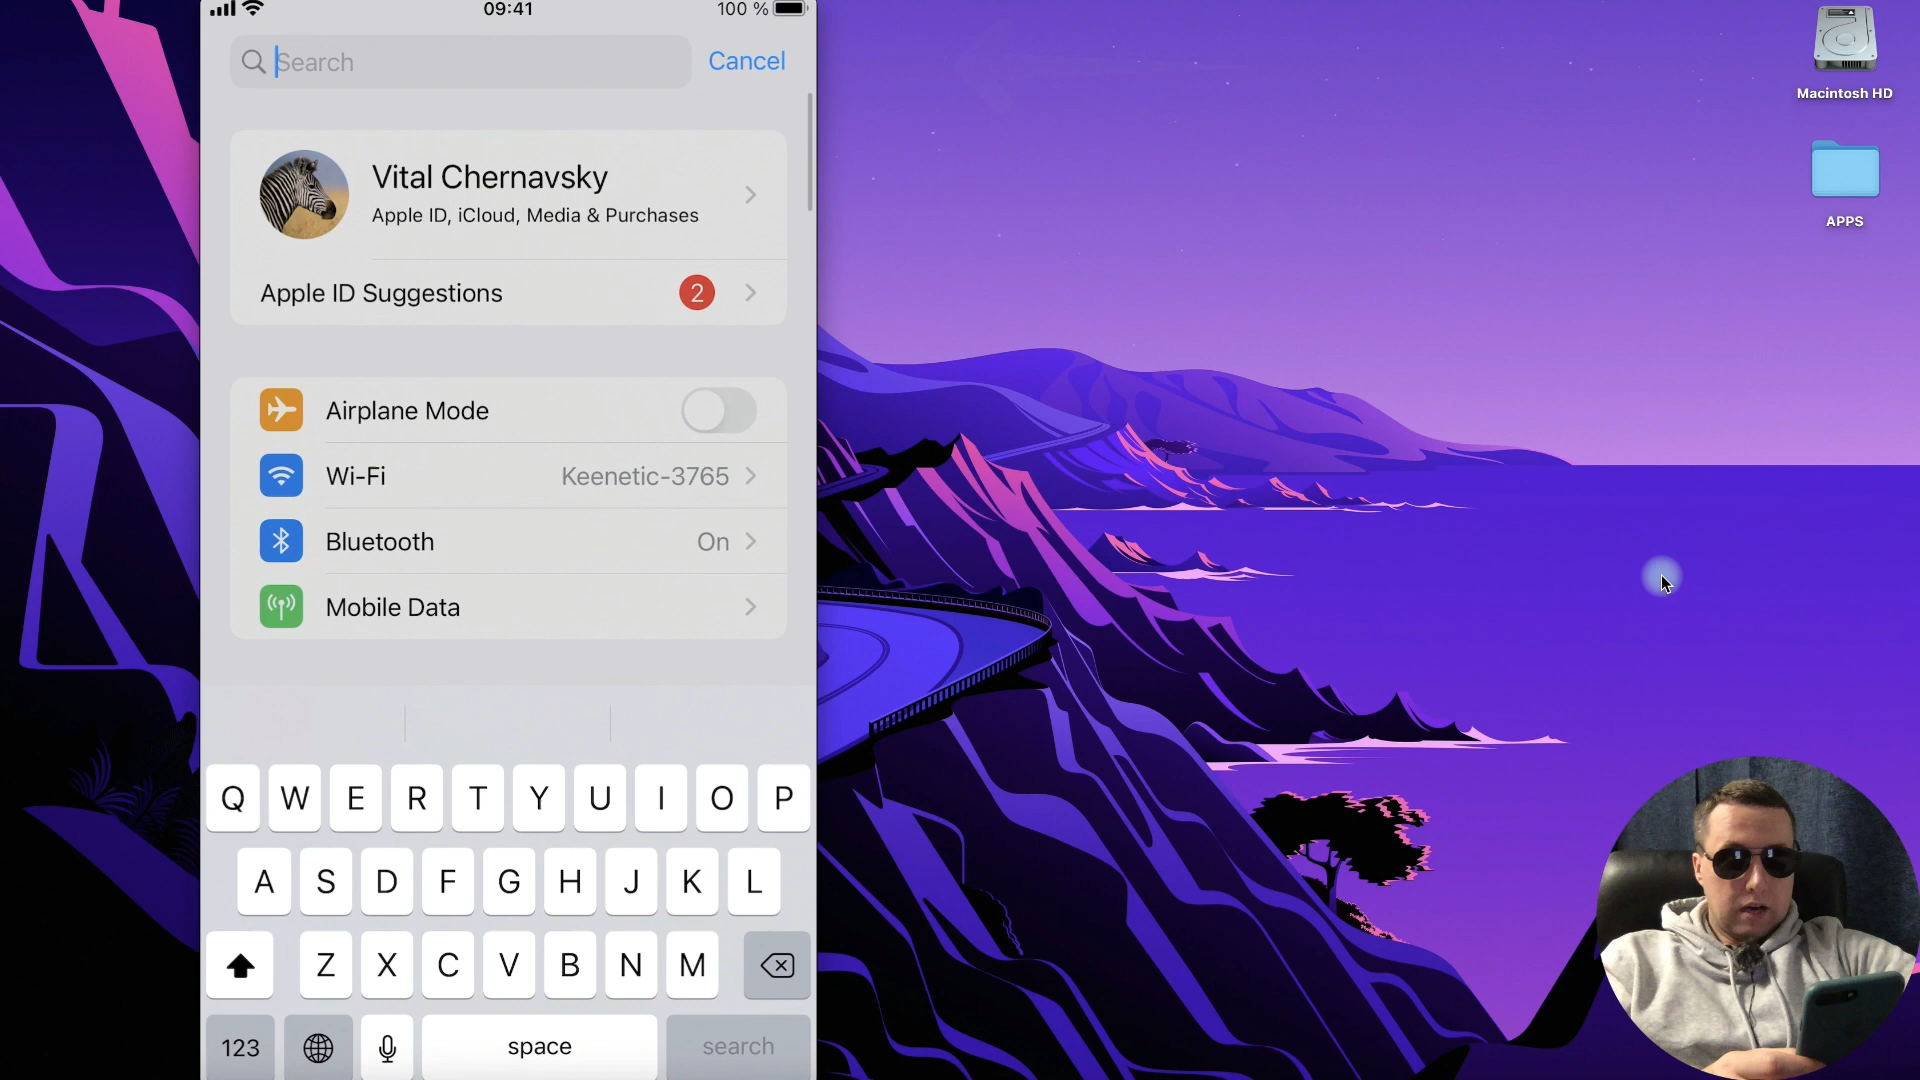 09:41
100 %
Search
Cancel
Vital Chernavsky
Apple ID, iCloud, Media & Purchases
Apple ID Suggestions
2
Airplane Mode
Wi-Fi
Keenetic-3765
Bluetooth
On
Mobile Data
Q W E R T Y U I O P
A S D F G H J K L
Z X C V B N M
123
space
search
Macintosh HD
APPS